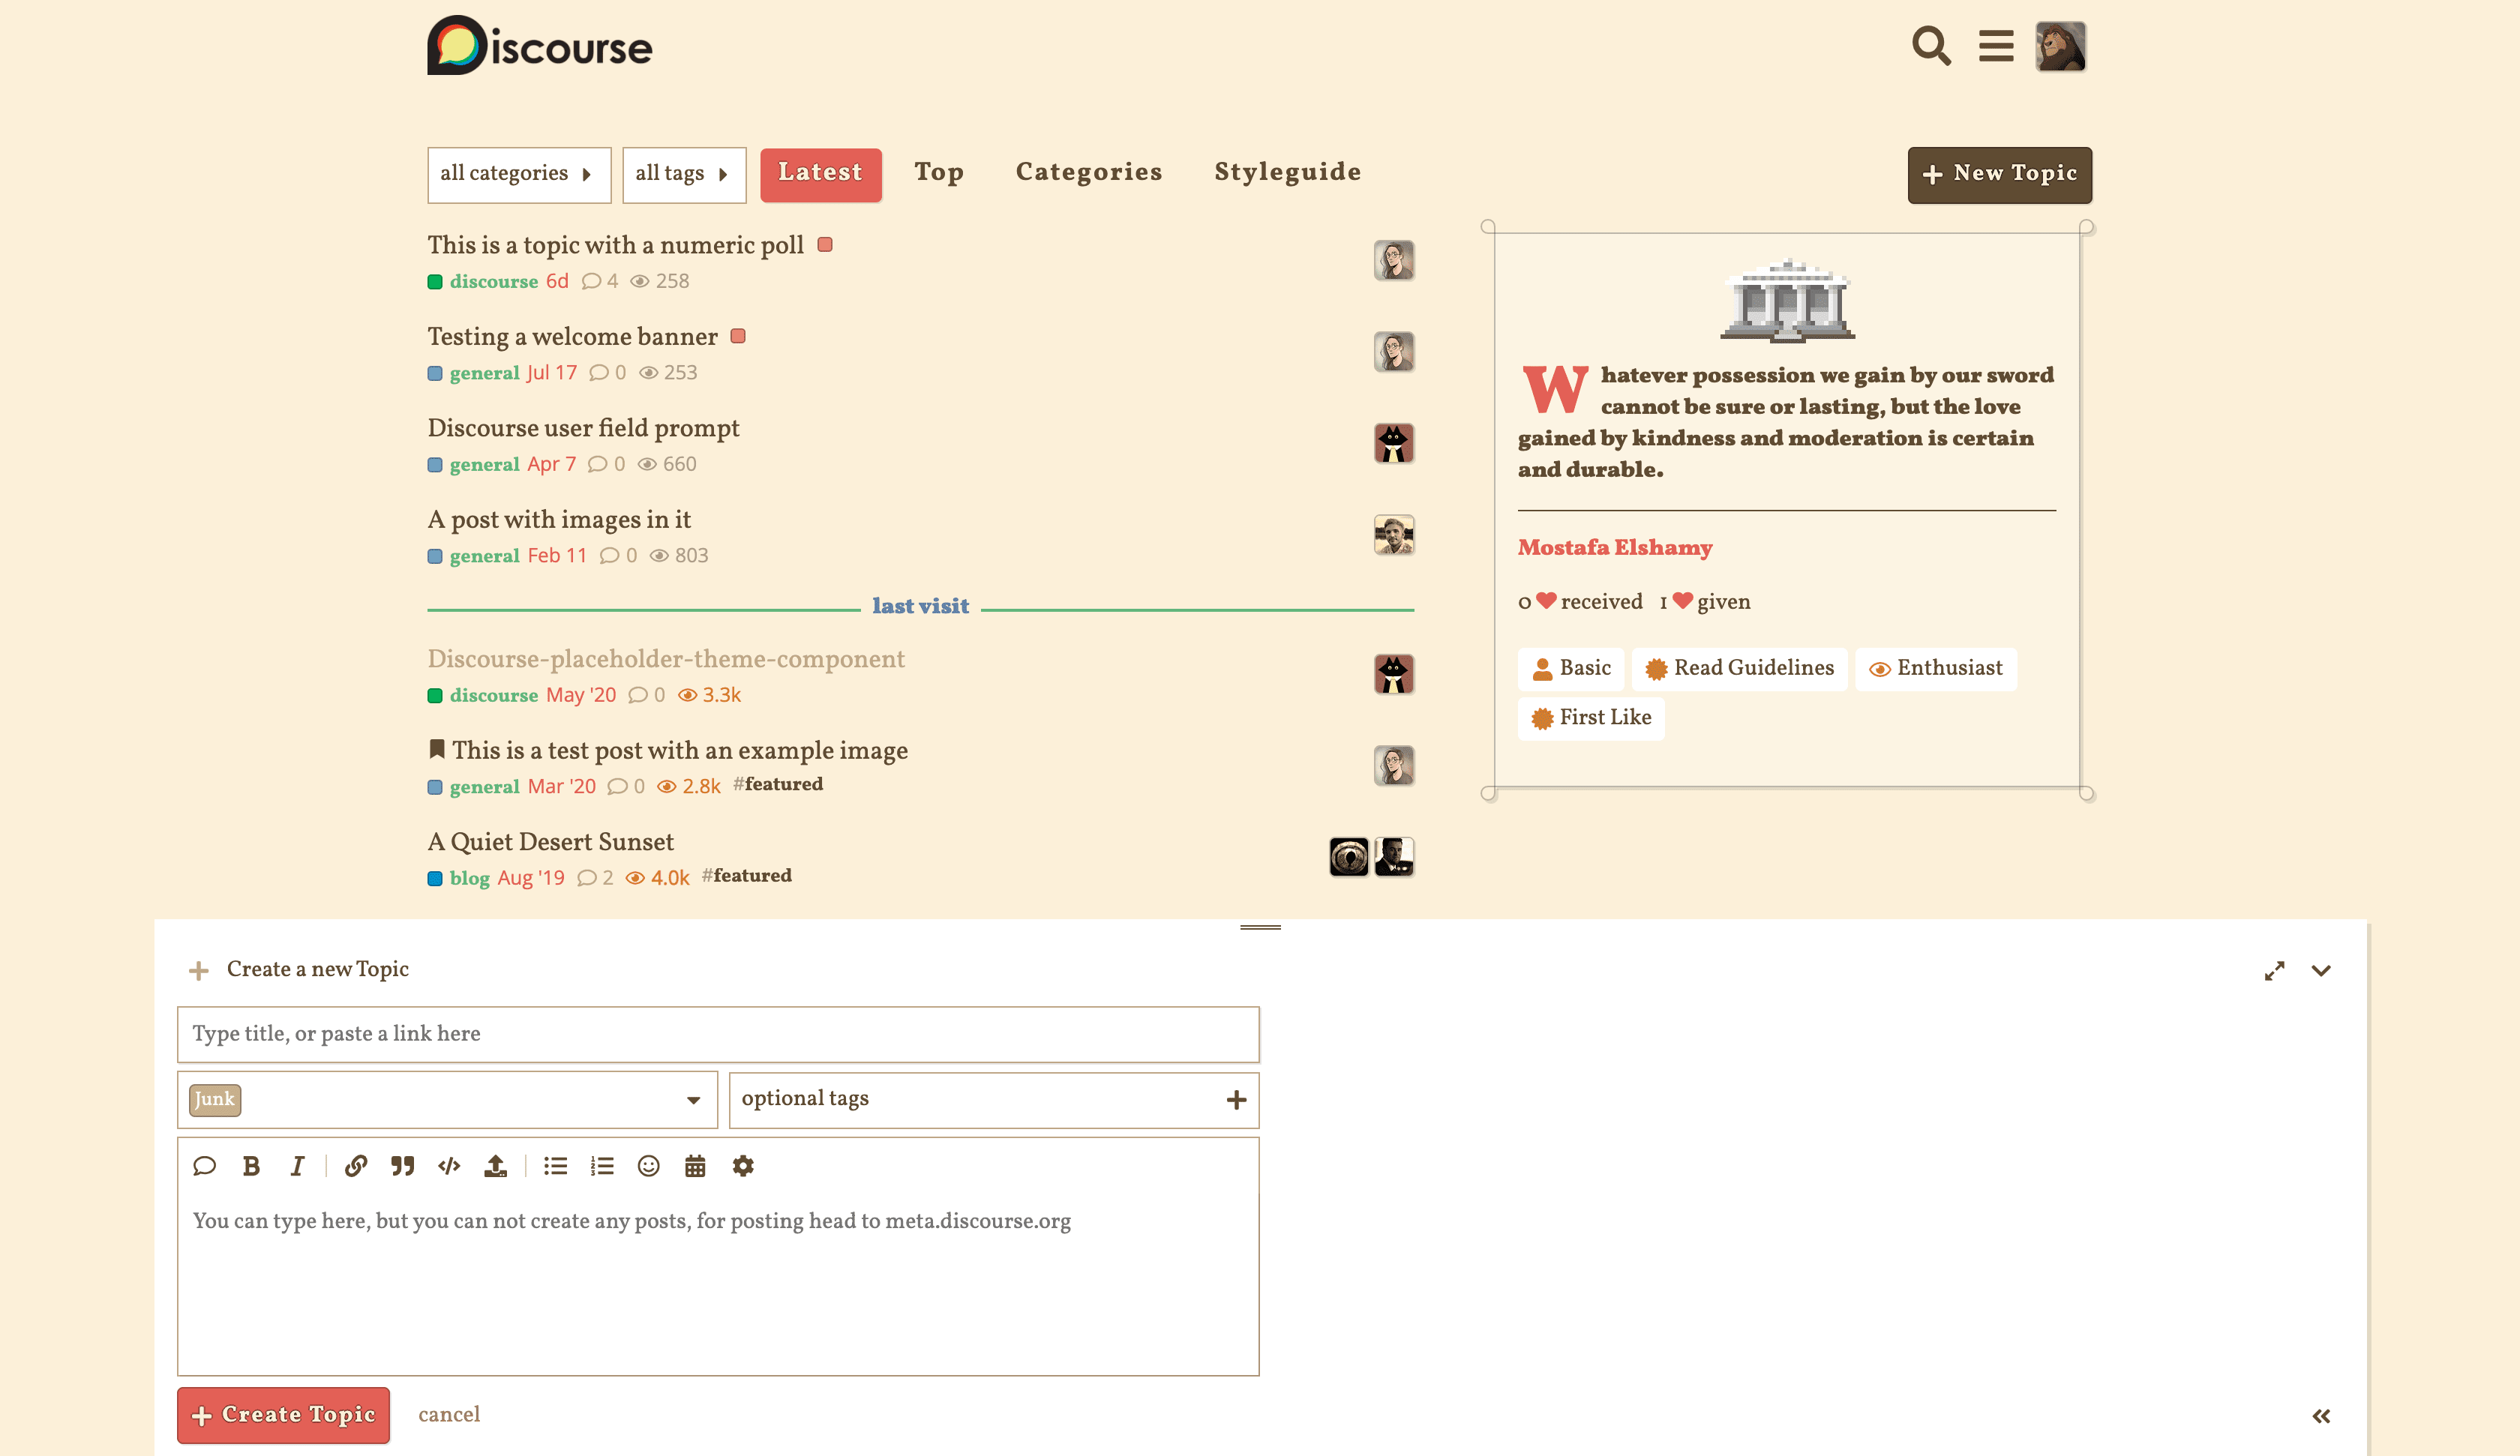 Discourse
all categories
all tags
Latest
Top
Categories
Styleguide
+ New Topic
This is a topic with a numeric poll
discourse 6d 4 258
Testing a welcome banner
general Jul 17 0 253
Discourse user field prompt
general Apr 7 0 660
A post with images in it
general Feb 11 0 803
last visit
Discourse-placeholder-theme-component
discourse May '20 0 3.3k
This is a test post with an example image
general Mar '20 0 2.8k #featured
A Quiet Desert Sunset
blog Aug '19 2 4.0k #featured
Whatever possession we gain by our sword
cannot be sure or lasting, but the love
gained by kindness and moderation is certain
and durable.
Mostafa Elshamy
0 received 1 given
Basic Read Guidelines Enthusiast
First Like
+ Create a new Topic
Type title, or paste a link here
Junk
optional tags
You can type here, but you can not create any posts, for posting head to meta.discourse.org
+ Create Topic
cancel